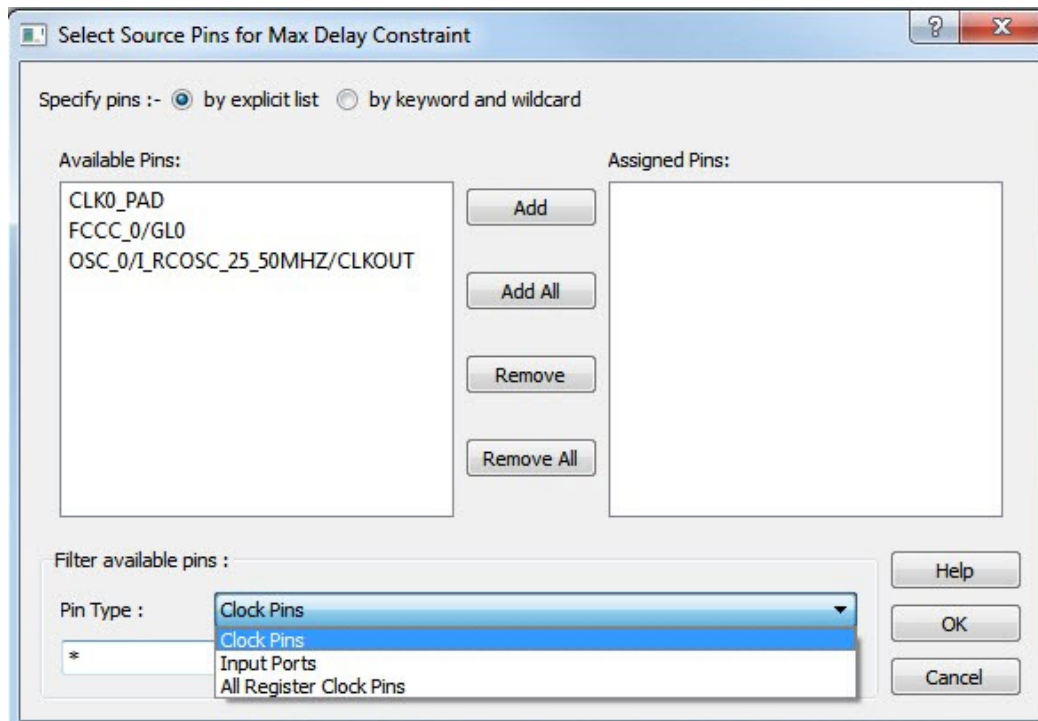 Select Source Pins for Max Delay Constraint
Specify pins :- by explicit list by keyword and wildcard
Available Pins:
Assigned Pins:
CLK0_PAD
FCCC_0/GL0
OSC_0/I_RCOSC_25_50MHZ/CLKOUT
Add
Add All
Remove
Remove All
Filter available pins :
Pin Type :
Clock Pins
Clock Pins
Input Ports
All Register Clock Pins
*
Help
OK
Cancel